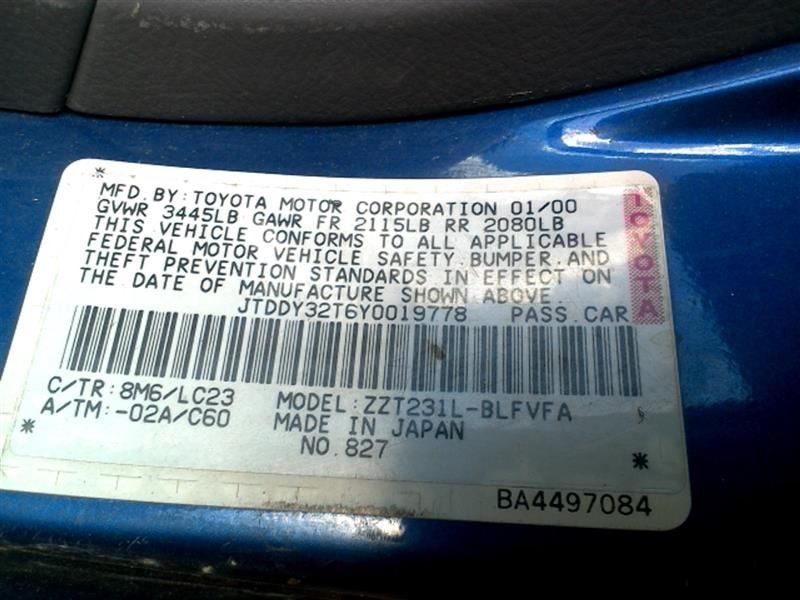 MFD. BY: TOYOTA MOTOR CORPORATION 01/00
GVWR 3445LB GAWR FR 2115LB RR 2080LB
THIS VEHICLE CONFORMS TO ALL APPLICABLE
FEDERAL MOTOR VEHICLE SAFETY, BUMPER, AND
THEFT PREVENTION STANDARDS IN EFFECT ON
THE DATE OF MANUFACTURE SHOWN ABOVE
JTDDY32T6Y0019778 PASS. CAR
TOYOTA
C/TR: 8M6/LC23 MODEL: ZZT231L-BLFVFA
A/TM: -02A/C60 MADE IN JAPAN
NO. 827
BA4497084